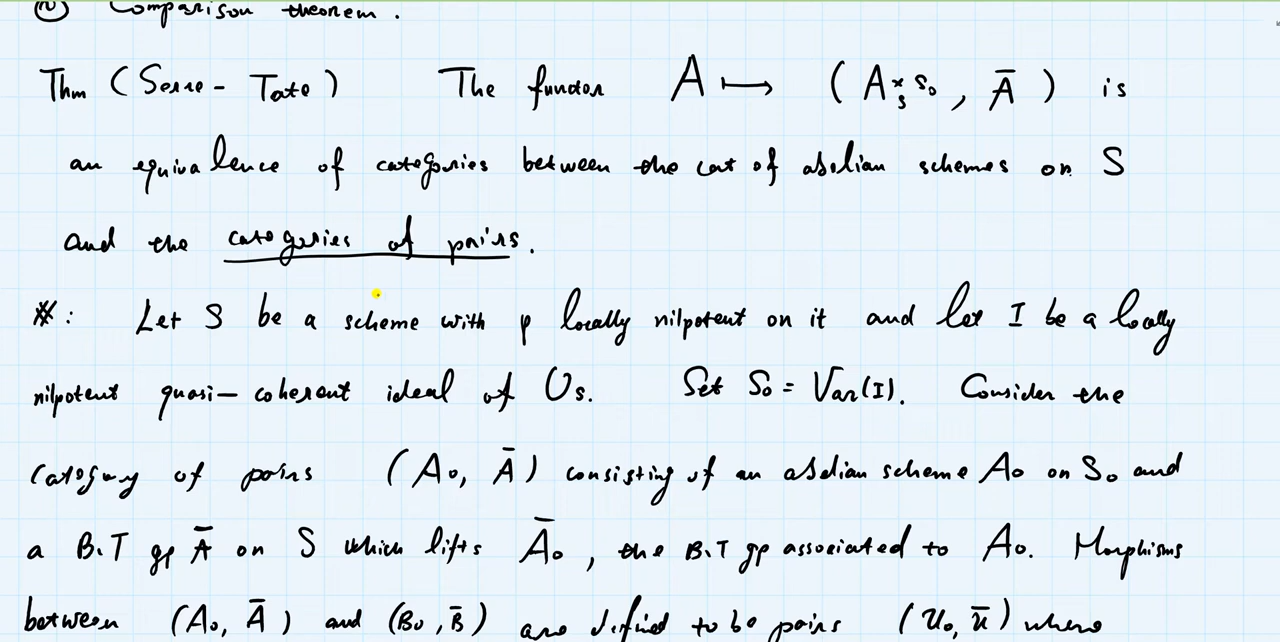 ② Comparison theorem.
Thm (Serre-Tate) The functor A ⟼ (A ×_S S₀, Ā) is
an equivalence of categories between the cat of abelian schemes on S
and the categories of pairs.
※: Let S be a scheme with p locally nilpotent on it and let I be a locally
nilpotent quasi-coherent ideal of O_S. Set S₀ = Var(I). Consider the
category of pairs (A₀, Ā) consisting of an abelian scheme A₀ on S₀ and
a B.T gp Ā on S which lifts Ā₀, the B.T gp associated to A₀. Morphisms
between (A₀, Ā) and (B₀, B̄) are defined to be pairs (u₀, ū) where